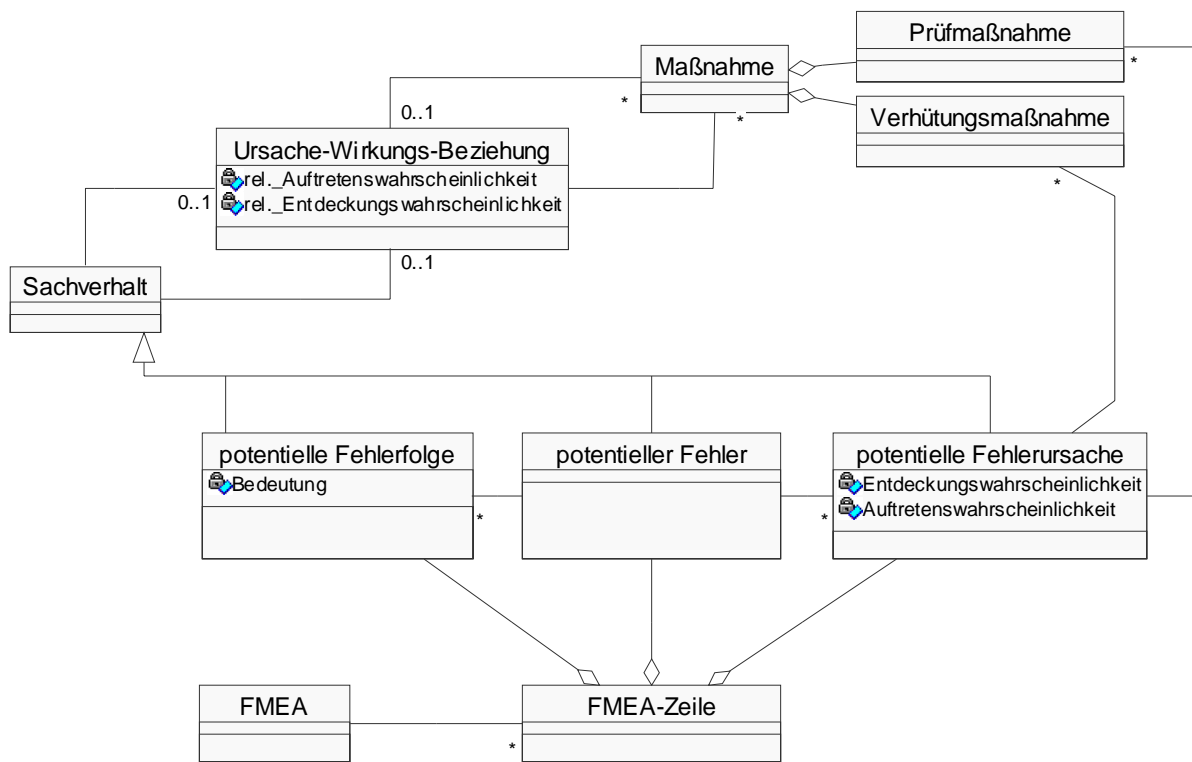 Prüfmaßnahme
*
Maßnahme
*
*
Verhütungsmaßnahme
*
0..1
Ursache-Wirkungs-Beziehung
rel._Auftretenswahrscheinlichkeit
rel._Entdeckungswahrscheinlichkeit
0..1
0..1
Sachverhalt
potentielle Fehlerfolge
Bedeutung
*
potentieller Fehler
*
potentielle Fehlerursache
Entdeckungswahrscheinlichkeit
Auftretenswahrscheinlichkeit
FMEA
*
FMEA-Zeile